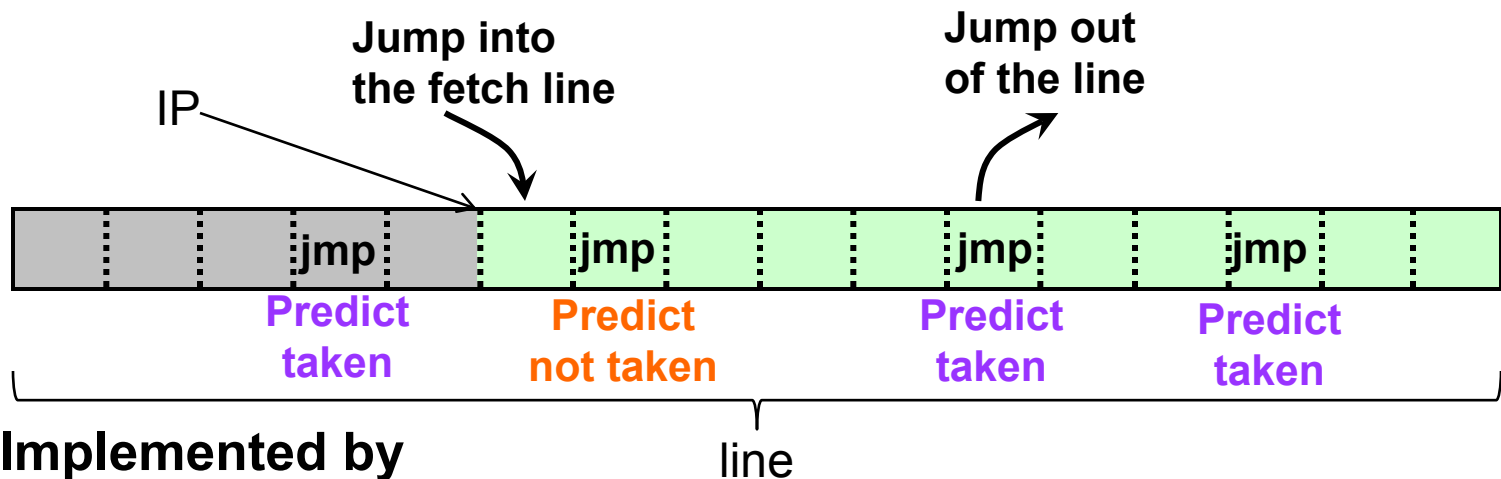 Jump into
the fetch line
Jump out
of the line
IP
jmp jmp jmp jmp
Predict
taken
Predict
not taken
Predict
taken
Predict
taken
Implemented by
line